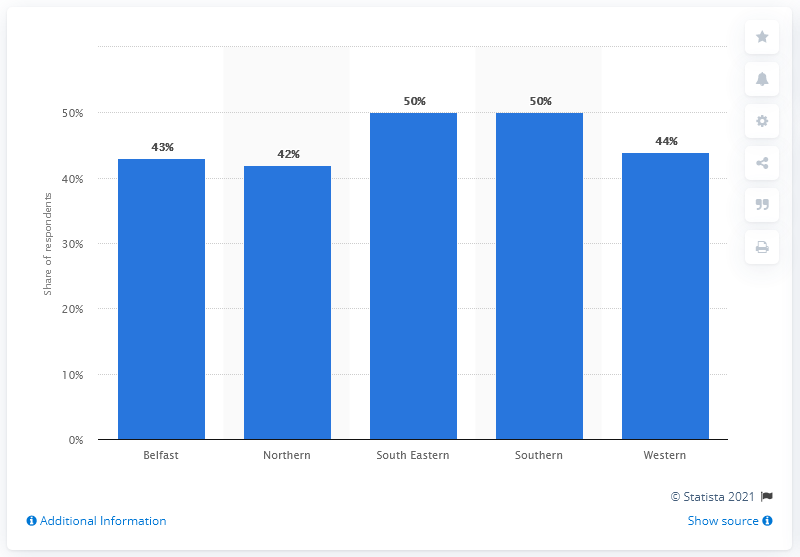 50%
40%
30%
20%
10%
0%
Share of respondents
43%
42%
50%
50%
44%
Belfast
Northern
South Eastern
Southern
Western
© Statista 2021
Additional Information
Show source